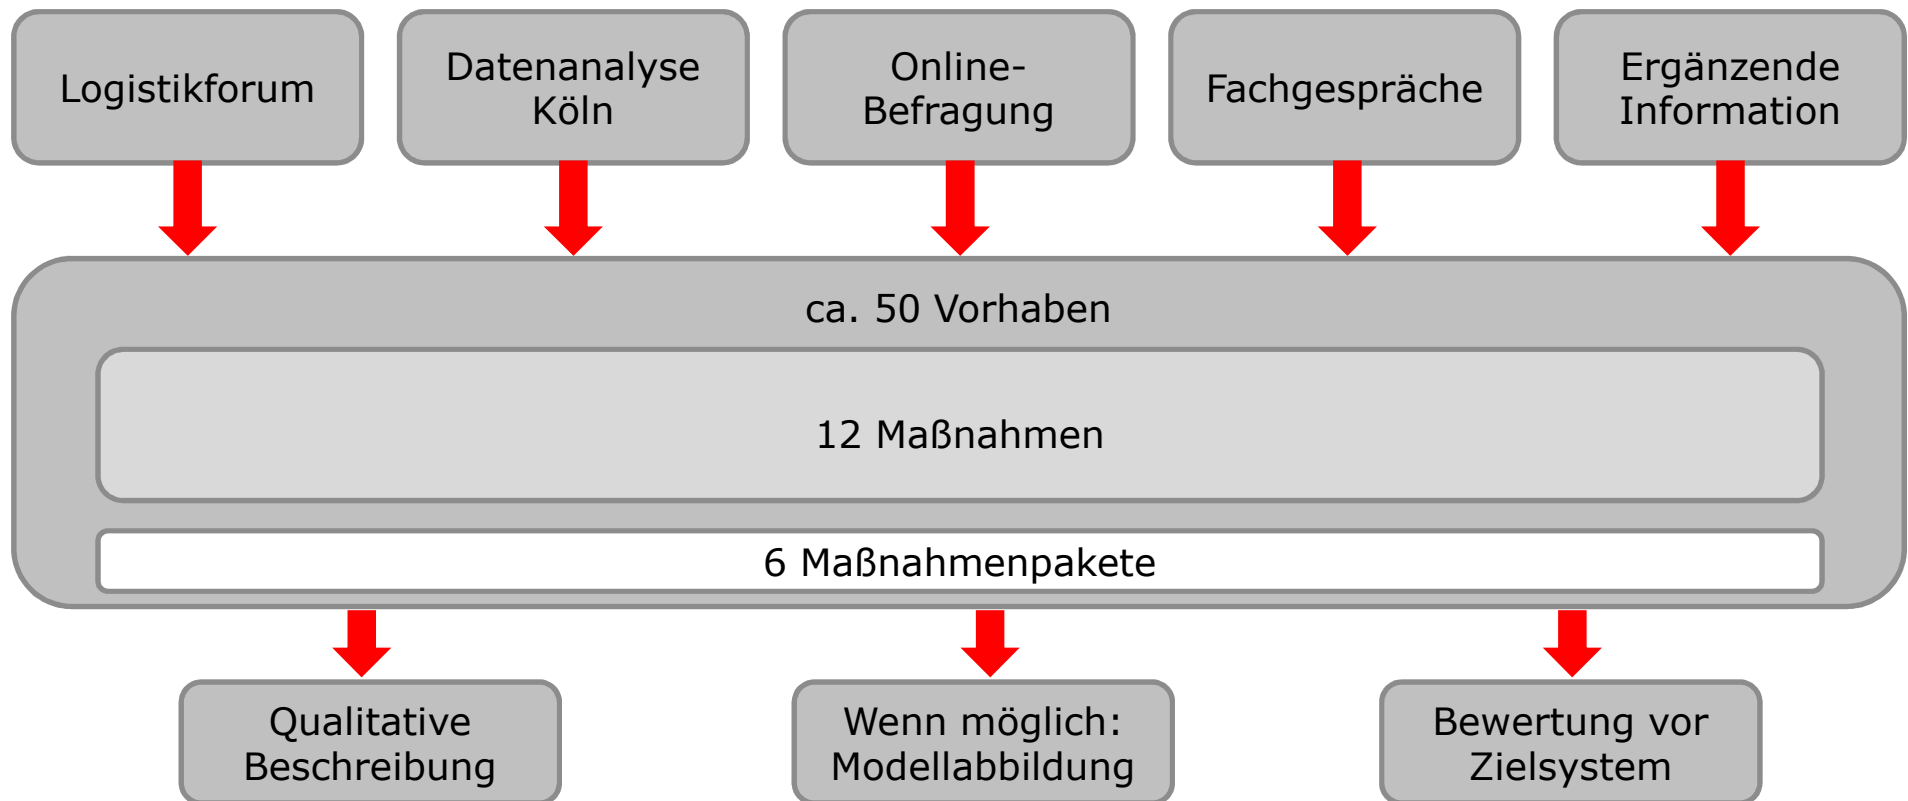 Logistikforum
Datenanalyse
Köln
Online-
Befragung
Fachgespräche
Ergänzende
Information
ca. 50 Vorhaben
12 Maßnahmen
6 Maßnahmenpakete
Qualitative
Beschreibung
Wenn möglich:
Modellabbildung
Bewertung vor
Zielsystem